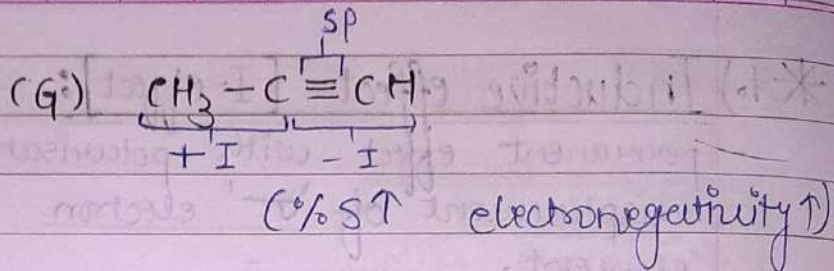 SP
(G) CH₃ − C ≡ CH
+ I − I
(% S↑ electronegativity↑)